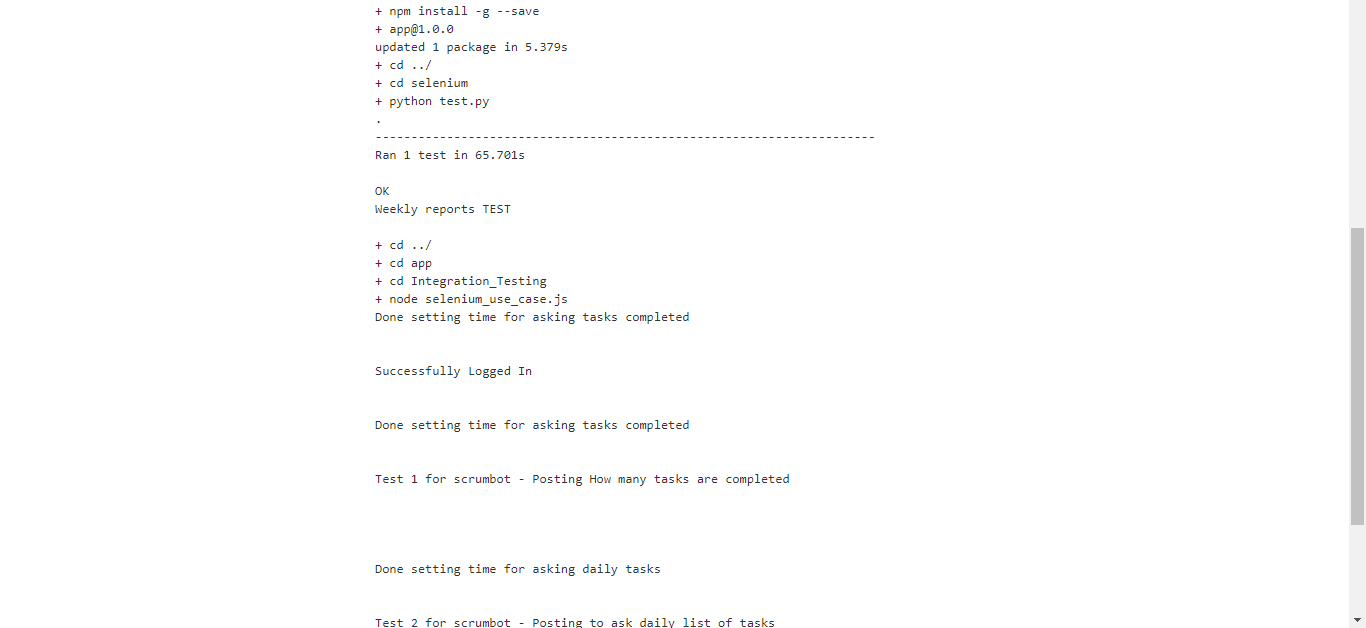 + npm install -g --save
+ app@1.0.0
updated 1 package in 5.379s
+ cd ../
+ cd selenium
+ python test.py
.
----------------------------------------------------------------------
Ran 1 test in 65.701s
OK
Weekly reports TEST
+ cd ../
+ cd app
+ cd Integration_Testing
+ node selenium_use_case.js
Done setting time for asking tasks completed
Successfully Logged In
Done setting time for asking tasks completed
Test 1 for scrumbot - Posting How many tasks are completed
Done setting time for asking daily tasks
Test 2 for scrumbot - Posting to ask daily list of tasks